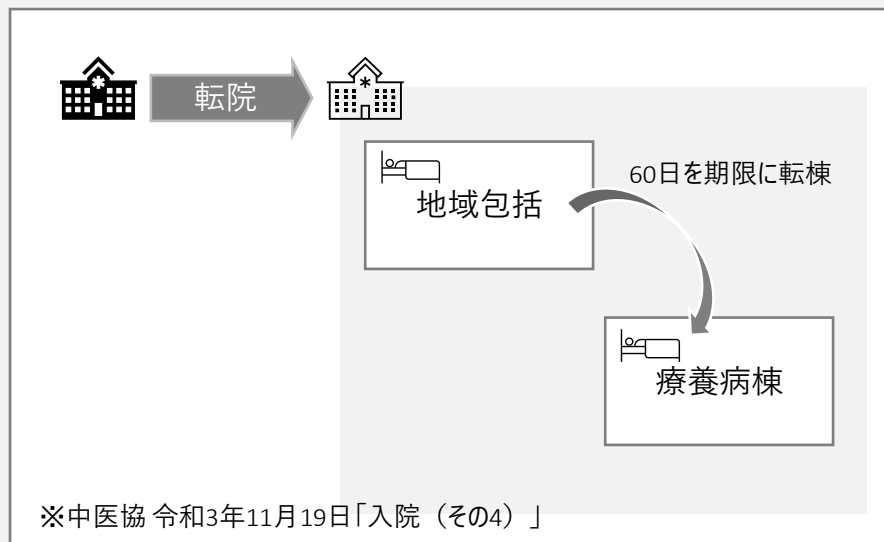 転院
60日を期限に転棟
地域包括
療養病棟
※中医協 令和3年11月19日「入院（その4）」